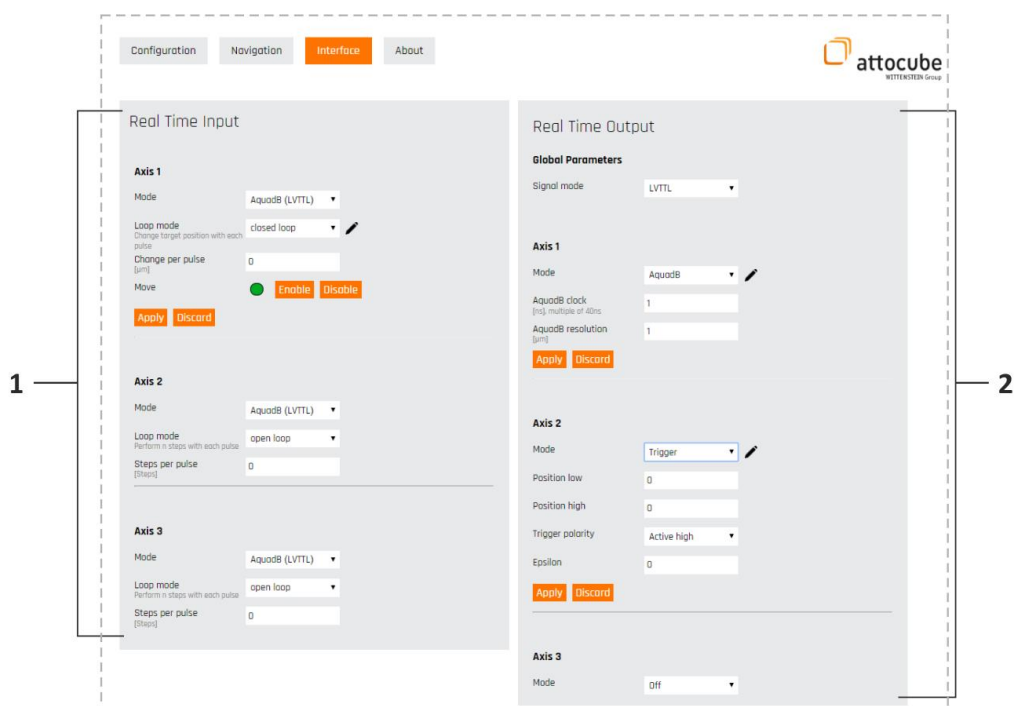 Configuration
Navigation
Interface
About
attocube
WITTENSTEIN Group
1
Real Time Input
Axis 1
Mode
AquadB (LVTTL)
Loop mode
closed loop
Change target position with each
pulse
Change per pulse
0
[µm]
Move
Enable
Disable
Apply
Discard
Axis 2
Mode
AquadB (LVTTL)
Loop mode
open loop
Perform n steps with each pulse
Steps per pulse
0
[Steps]
Axis 3
Mode
AquadB (LVTTL)
Loop mode
open loop
Perform n steps with each pulse
Steps per pulse
0
[Steps]
Real Time Output
Global Parameters
Signal mode
LVTTL
Axis 1
Mode
AquadB
AquadB clock
1
[ns], multiple of 40ns
AquadB resolution
1
[µm]
Apply
Discard
Axis 2
Mode
Trigger
Position low
0
Position high
0
Trigger polarity
Active high
Epsilon
0
Apply
Discard
Axis 3
Mode
Off
2